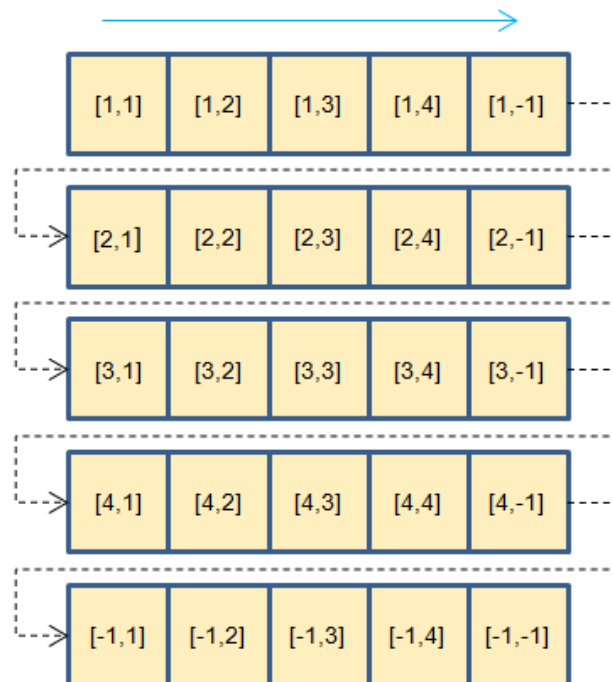 [1,1] [1,2] [1,3] [1,4] [1,-1]
[2,1] [2,2] [2,3] [2,4] [2,-1]
[3,1] [3,2] [3,3] [3,4] [3,-1]
[4,1] [4,2] [4,3] [4,4] [4,-1]
[-1,1] [-1,2] [-1,3] [-1,4] [-1,-1]